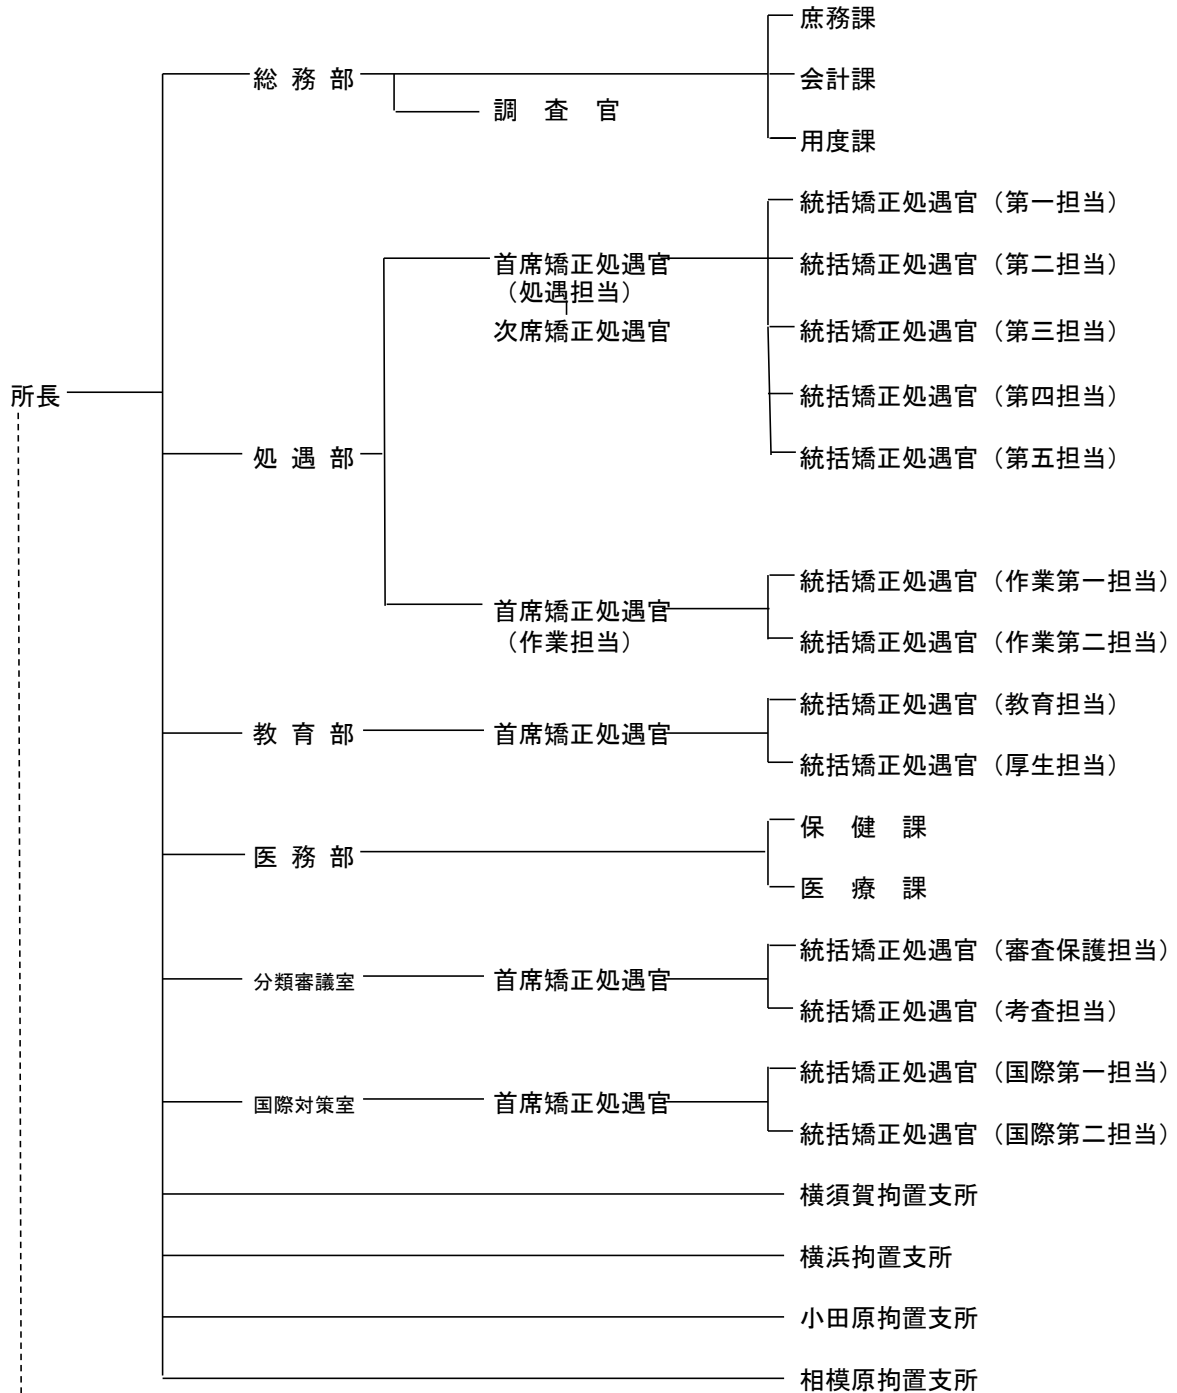 庶務課
総務部
会計課
調査官
用度課
統括矯正処遇官（第一担当）
首席矯正処遇官
（処遇担当）
統括矯正処遇官（第二担当）
次席矯正処遇官
統括矯正処遇官（第三担当）
所長
統括矯正処遇官（第四担当）
処遇部
統括矯正処遇官（第五担当）
統括矯正処遇官（作業第一担当）
首席矯正処遇官
（作業担当）
統括矯正処遇官（作業第二担当）
統括矯正処遇官（教育担当）
教育部
首席矯正処遇官
統括矯正処遇官（厚生担当）
保健課
医務部
医療課
統括矯正処遇官（審査保護担当）
分類審議室
首席矯正処遇官
統括矯正処遇官（考査担当）
統括矯正処遇官（国際第一担当）
国際対策室
首席矯正処遇官
統括矯正処遇官（国際第二担当）
横須賀拘置支所
横浜拘置支所
小田原拘置支所
相模原拘置支所